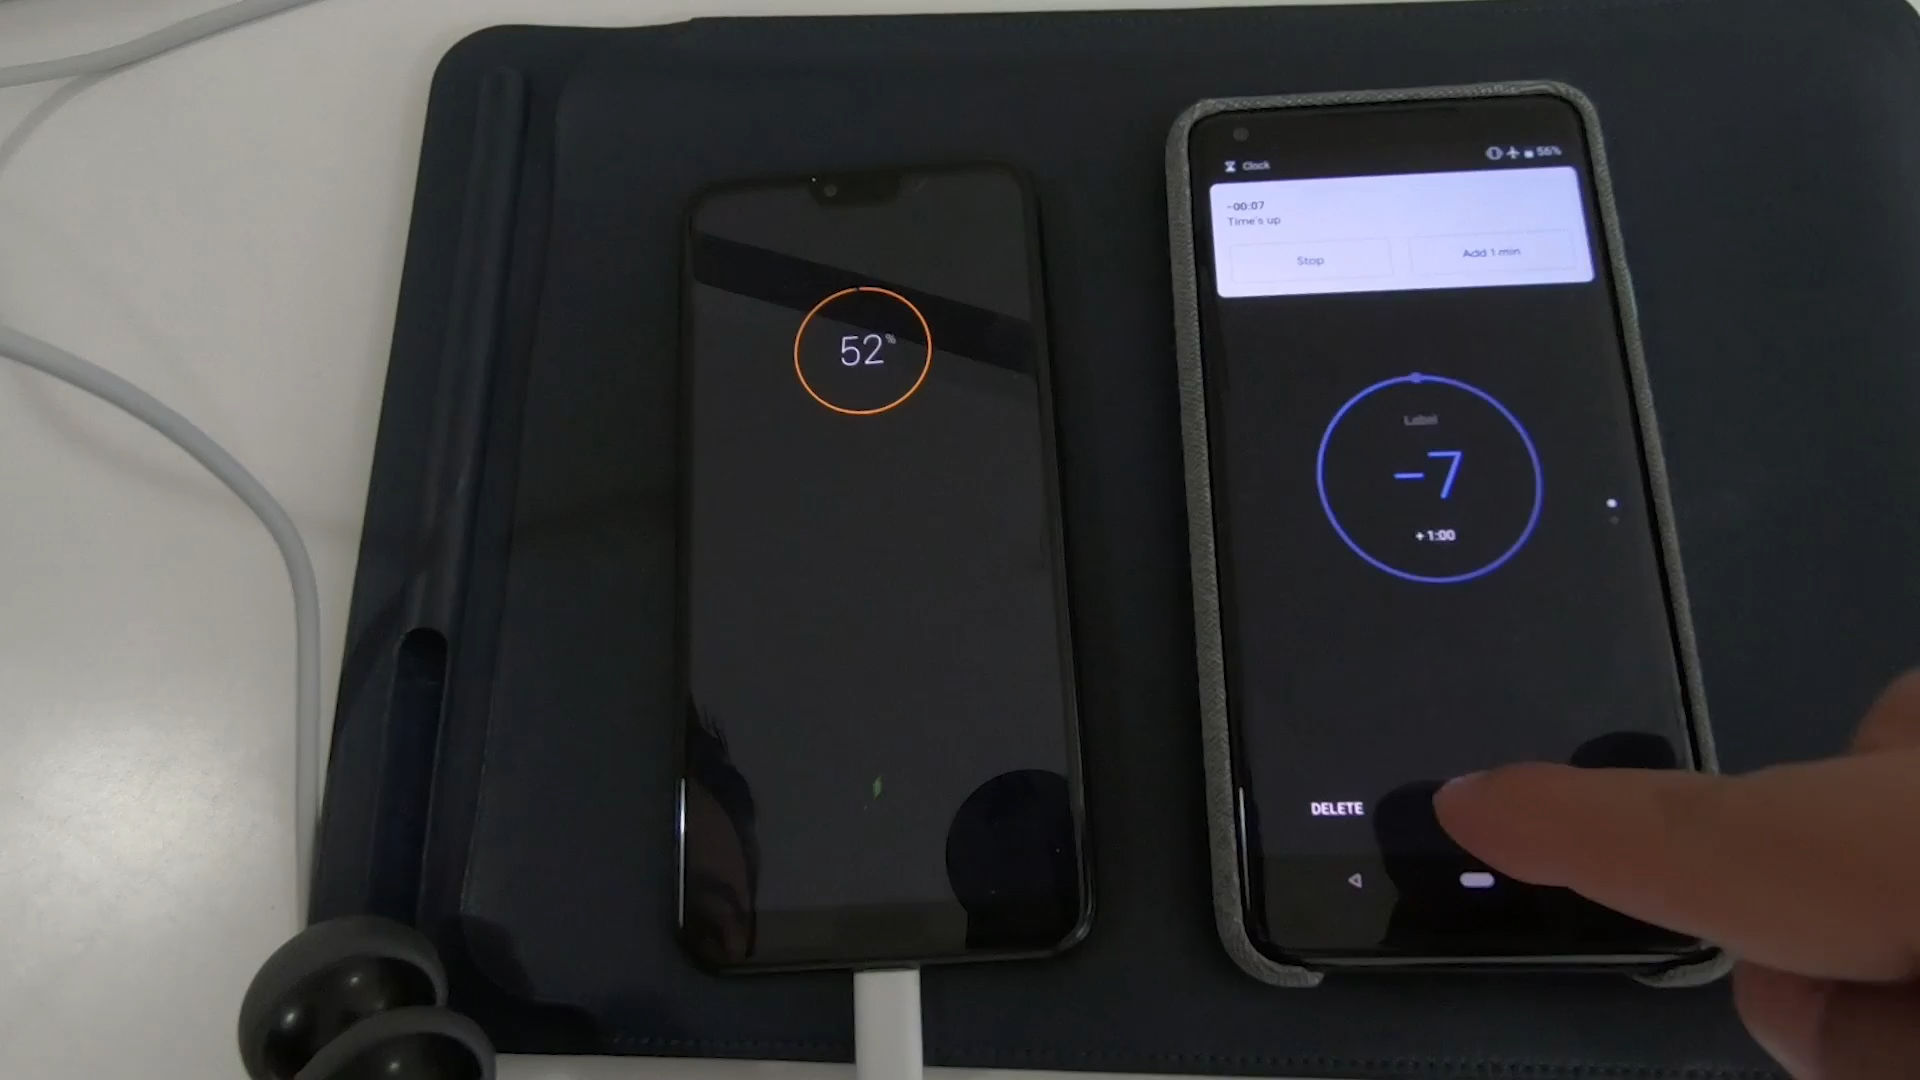 52%
Clock
56%
-00:07
Time's up
Stop
Add 1 min
Label
-7
+1:00
DELETE